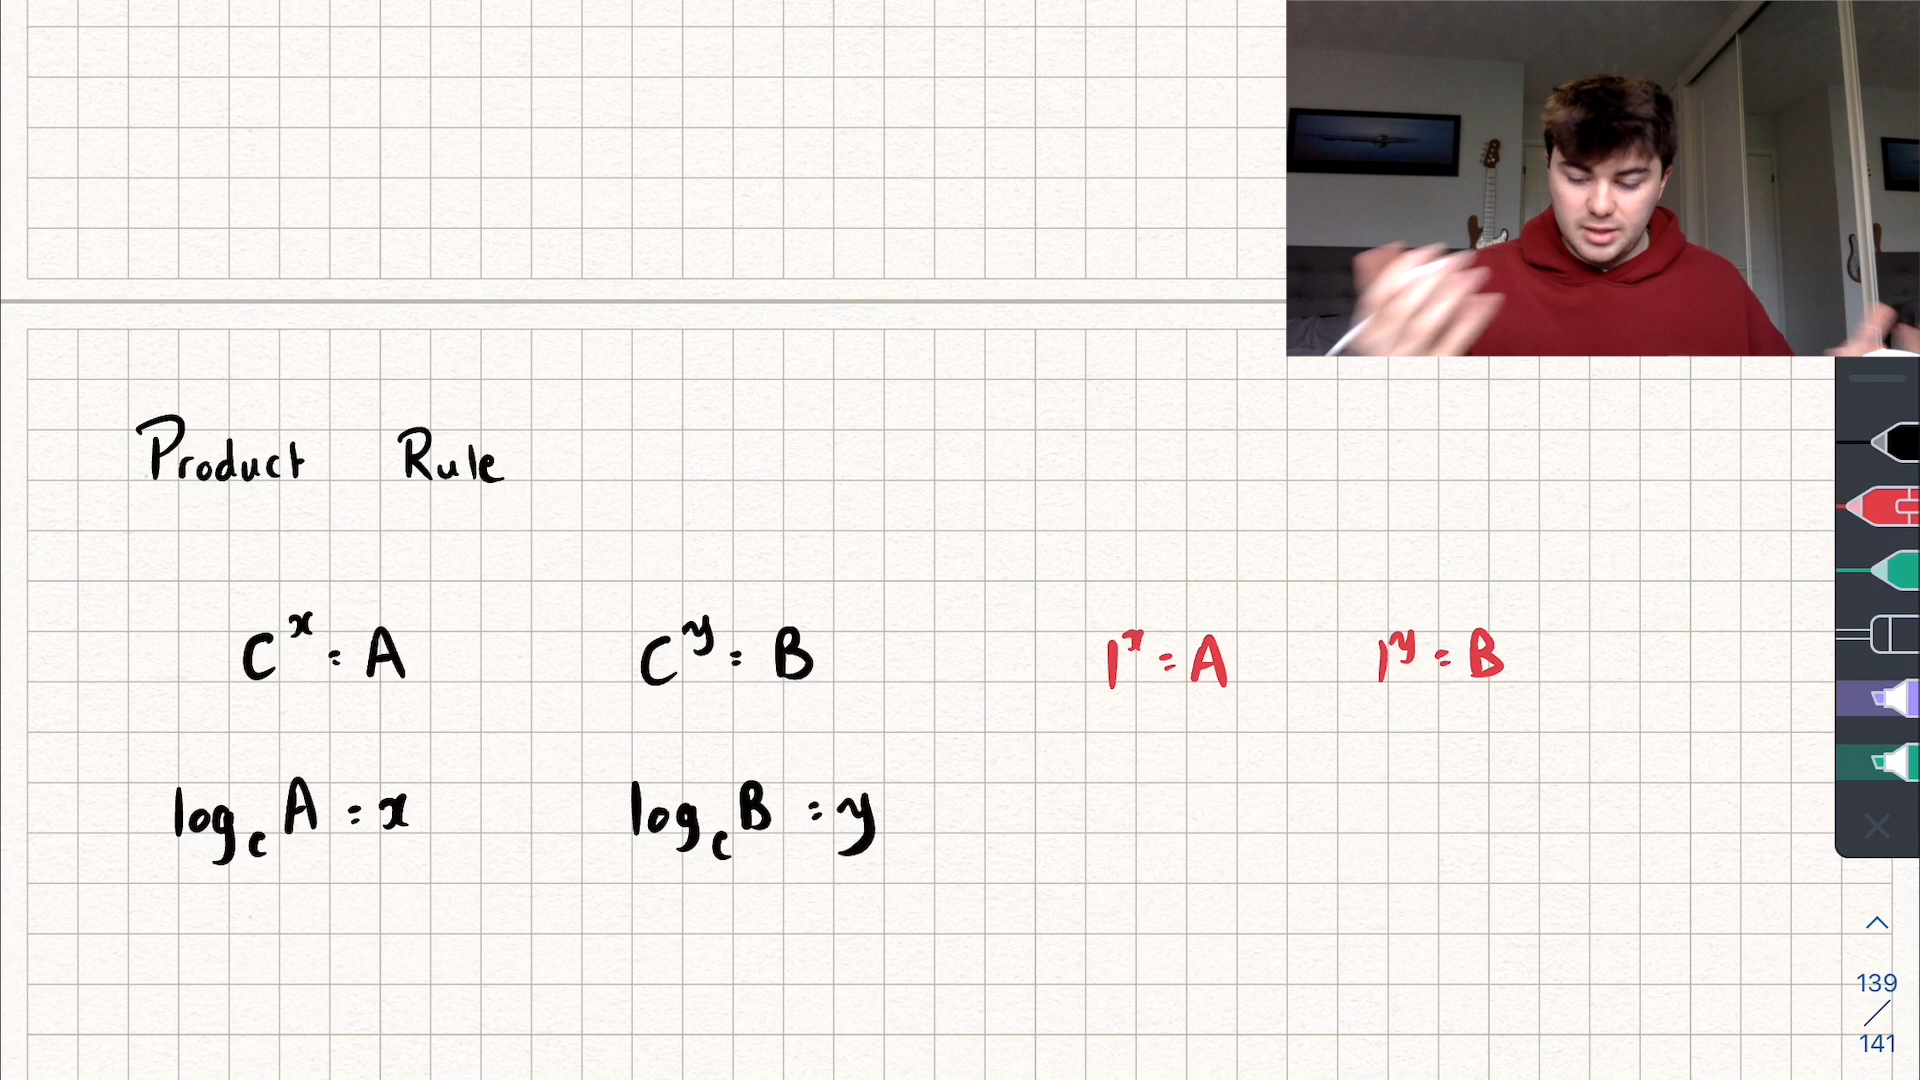 Product Rule
C^x = A    C^y = B    1^x = A    1^y = B
log_c A = x    log_c B = y
139
/
141